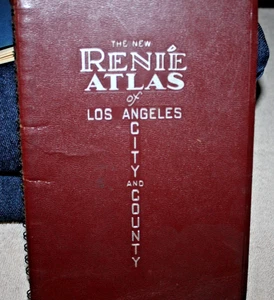 THE NEW
RENIÉ
ATLAS
of
LOS ANGELES
CITY
AND
COUNTY